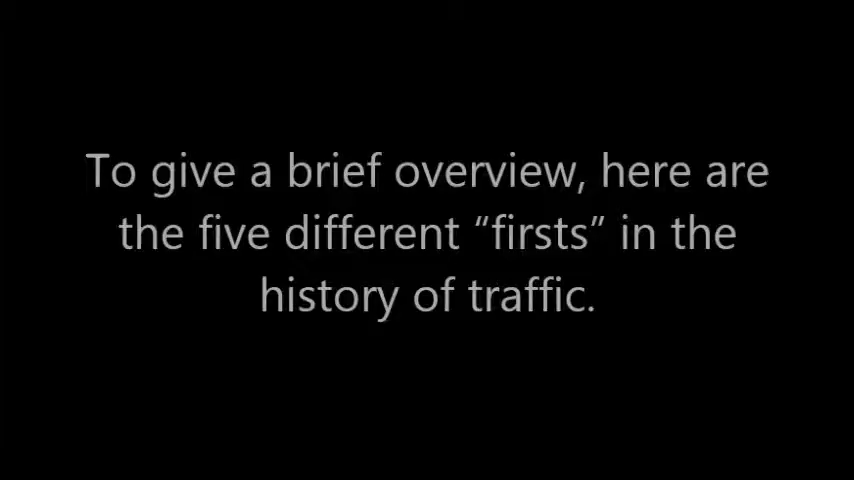 To give a brief overview, here are
the five different “firsts” in the
history of traffic.